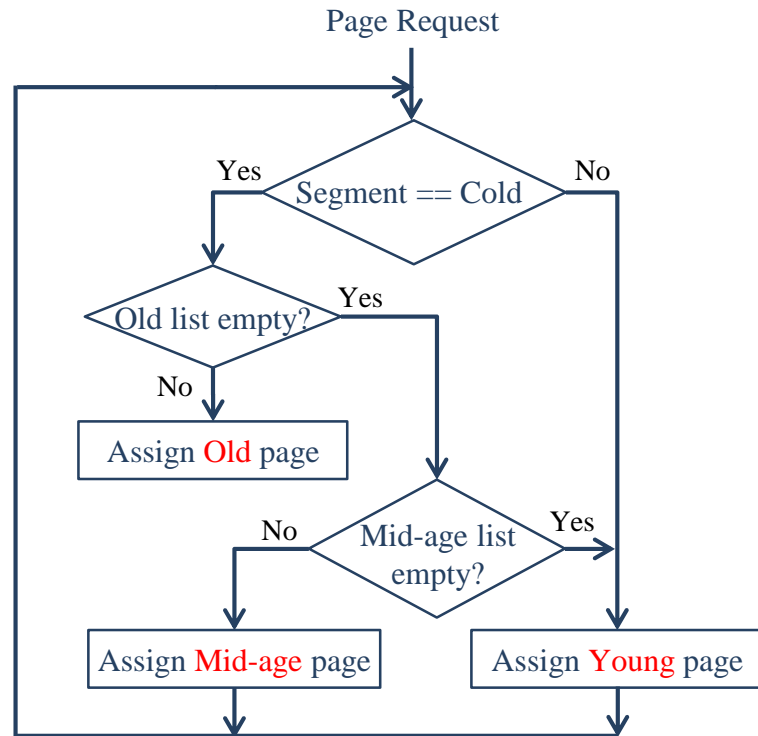 Page Request
Yes
No
Segment == Cold
Yes
Old list empty?
No
Assign Old page
No
Yes
Mid-age list
empty?
Assign Mid-age page
Assign Young page